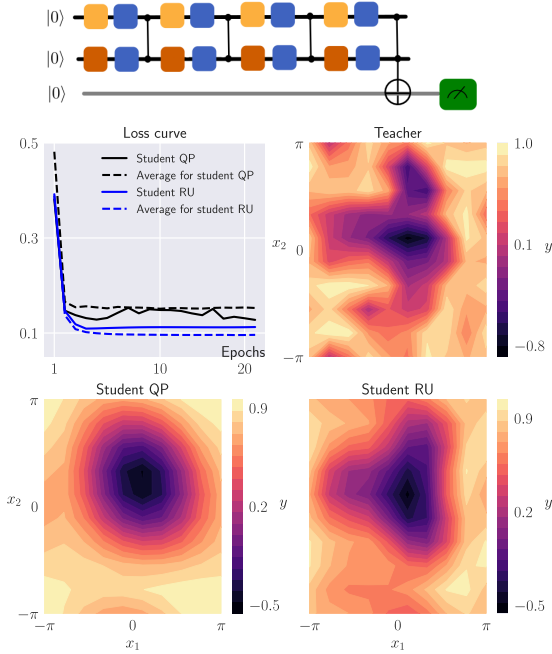 |0⟩
|0⟩
|0⟩
Loss curve
0.5
0.3
0.1
Student QP
Average for student QP
Student RU
Average for student RU
Epochs
1
10
20
Teacher
π
x₂
0
−π
1.0
0.1
y
−0.8
Student QP
π
x₂
0
−π
−π
0
π
x₁
0.9
0.2
y
−0.5
Student RU
−π
0
π
x₁
0.9
0.2
y
−0.5